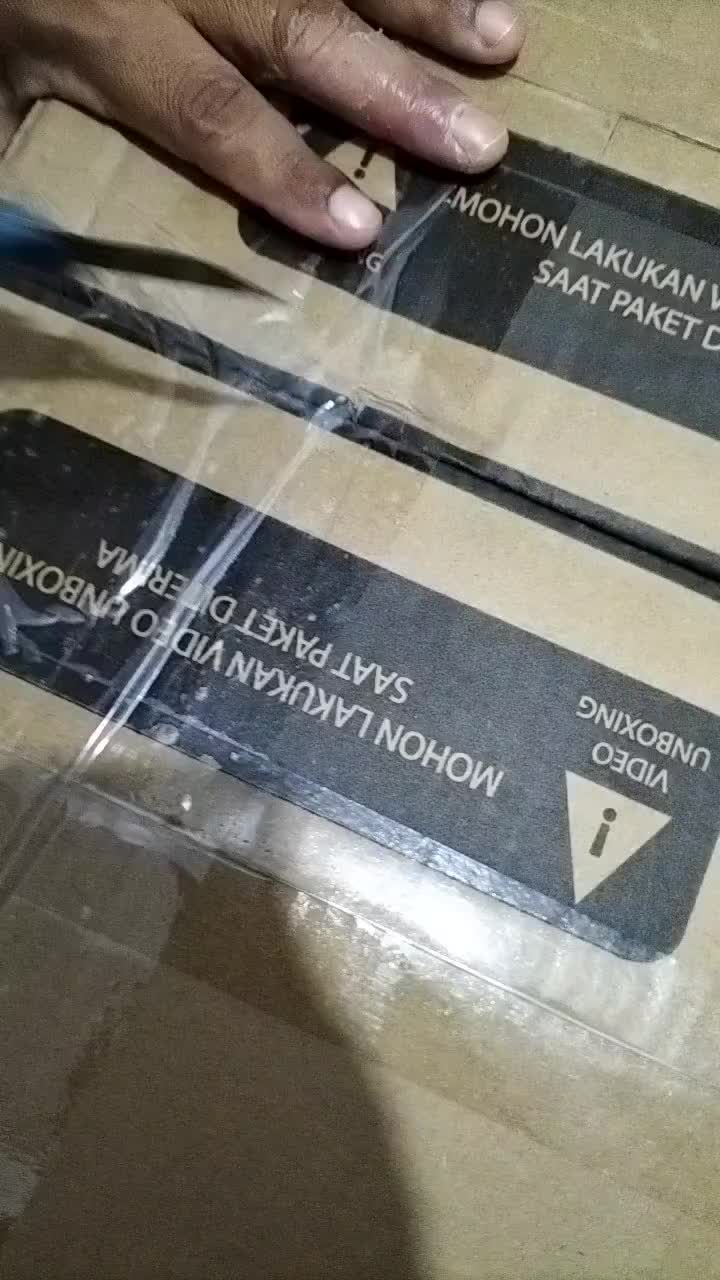 MOHON LAKUKAN
SAAT PAKET
G
VIDEO
UNBOXING
MOHON LAKUKAN VIDEO UNBOXIN
SAAT PAKET DITERIMA